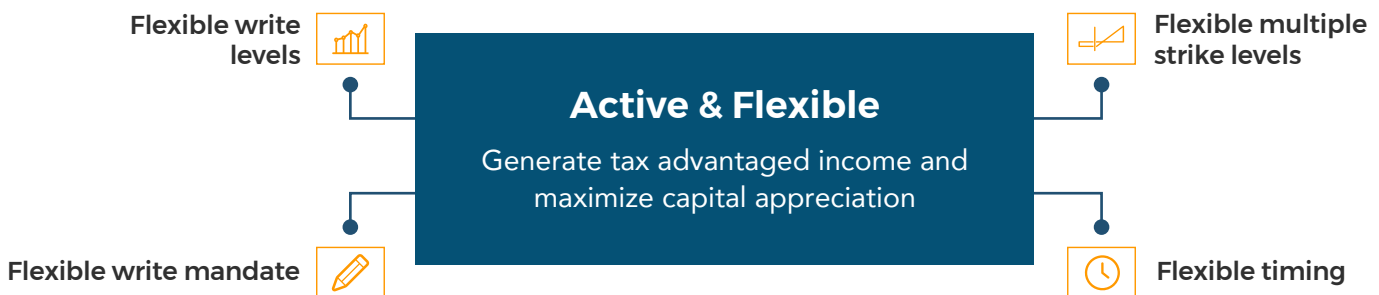 Flexible write
levels
Flexible multiple
strike levels
Active & Flexible
Generate tax advantaged income and
maximize capital appreciation
Flexible write mandate
Flexible timing